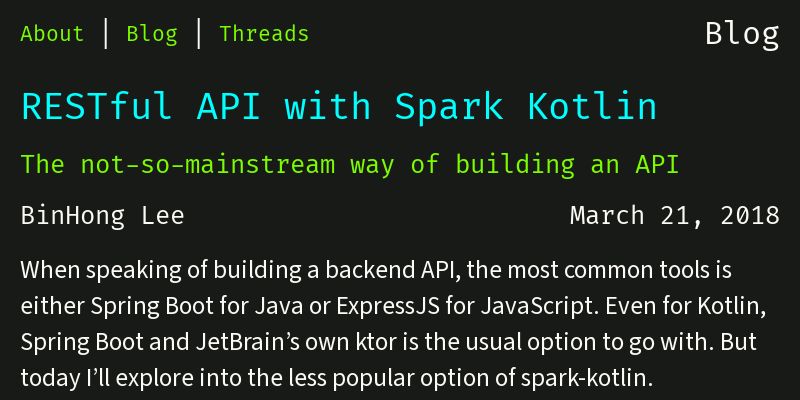 About | Blog | Threads Blog
RESTful API with Spark Kotlin
The not-so-mainstream way of building an API
BinHong Lee March 21, 2018
When speaking of building a backend API, the most common tools is
either Spring Boot for Java or ExpressJS for JavaScript. Even for Kotlin,
Spring Boot and JetBrain’s own ktor is the usual option to go with. But
today I’ll explore into the less popular option of spark-kotlin.